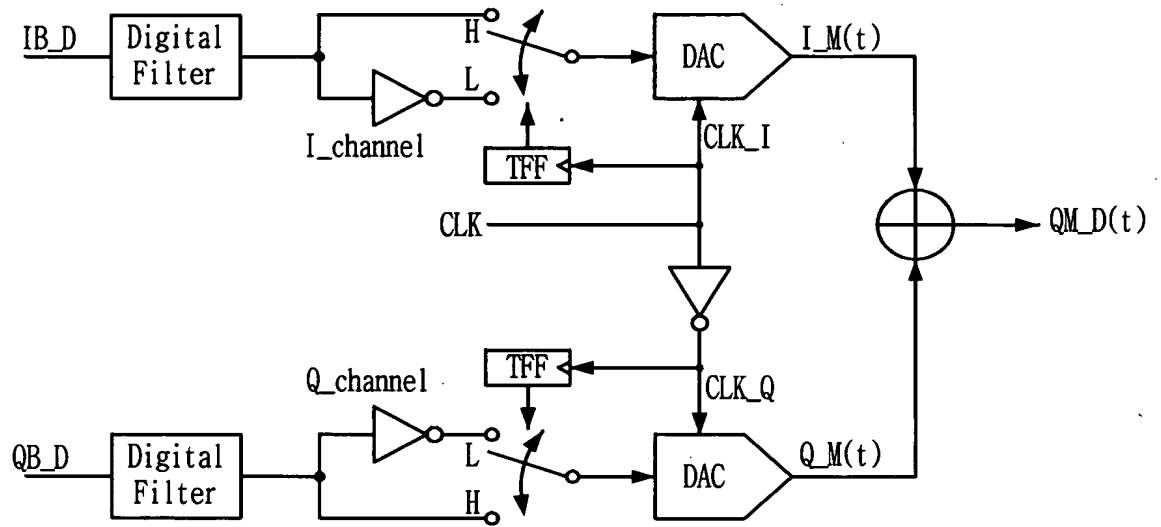 IB_D
Digital
Filter
H
L
I_channel
TFF
DAC
I_M(t)
CLK_I
CLK
QM_D(t)
TFF
CLK_Q
Q_channel
QB_D
Digital
Filter
L
H
DAC
Q_M(t)